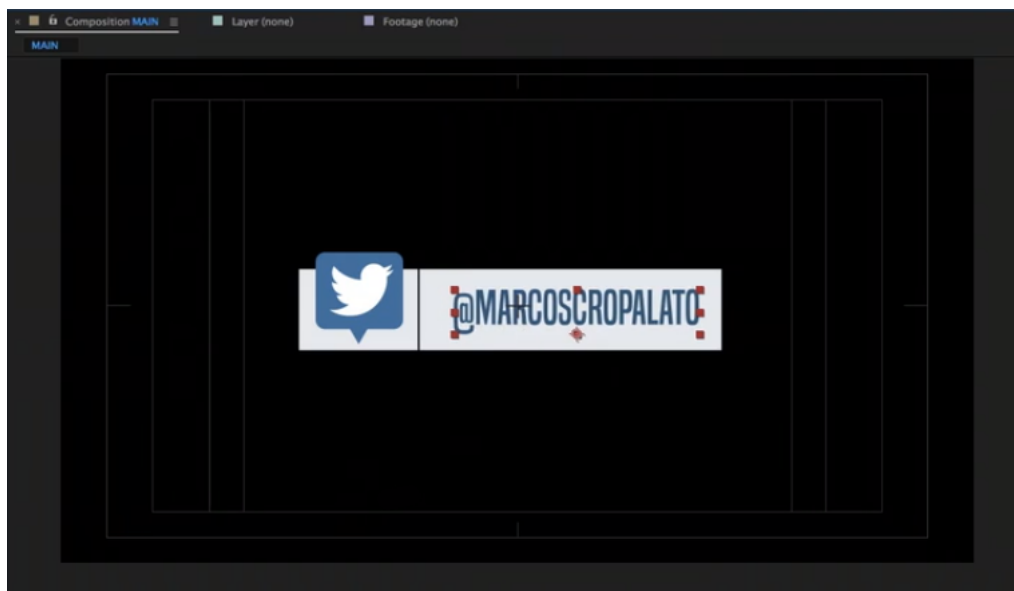 Composition MAIN
Layer (none)
Footage (none)
MAIN
@MARCOSCROPALATO